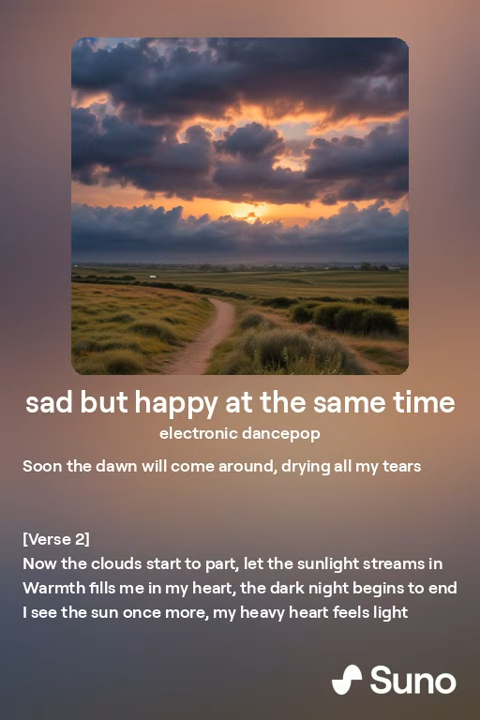 sad but happy at the same time
electronic dancepop
Soon the dawn will come around, drying all my tears
[Verse 2]
Now the clouds start to part, let the sunlight streams in
Warmth fills me in my heart, the dark night begins to end
I see the sun once more, my heavy heart feels light
Suno